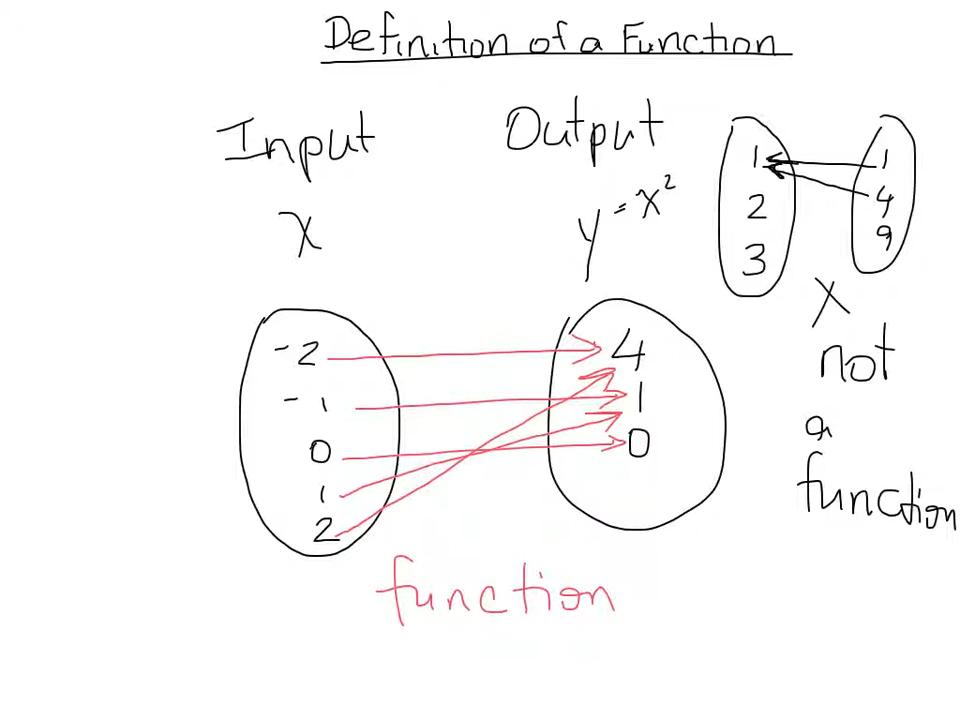 Definition of a Function
Input
Output
x
y = x²
-2
-1
0
1
2
4
1
0
function
1
2
3
1
4
9
X
not
a
function